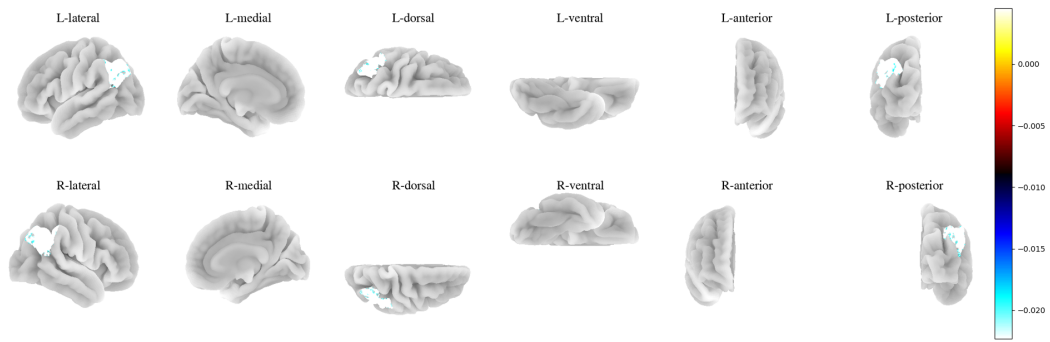 L-lateral L-medial L-dorsal L-ventral L-anterior L-posterior
0.000
−0.005
R-lateral R-medial R-dorsal R-ventral R-anterior R-posterior
−0.010
−0.015
−0.020